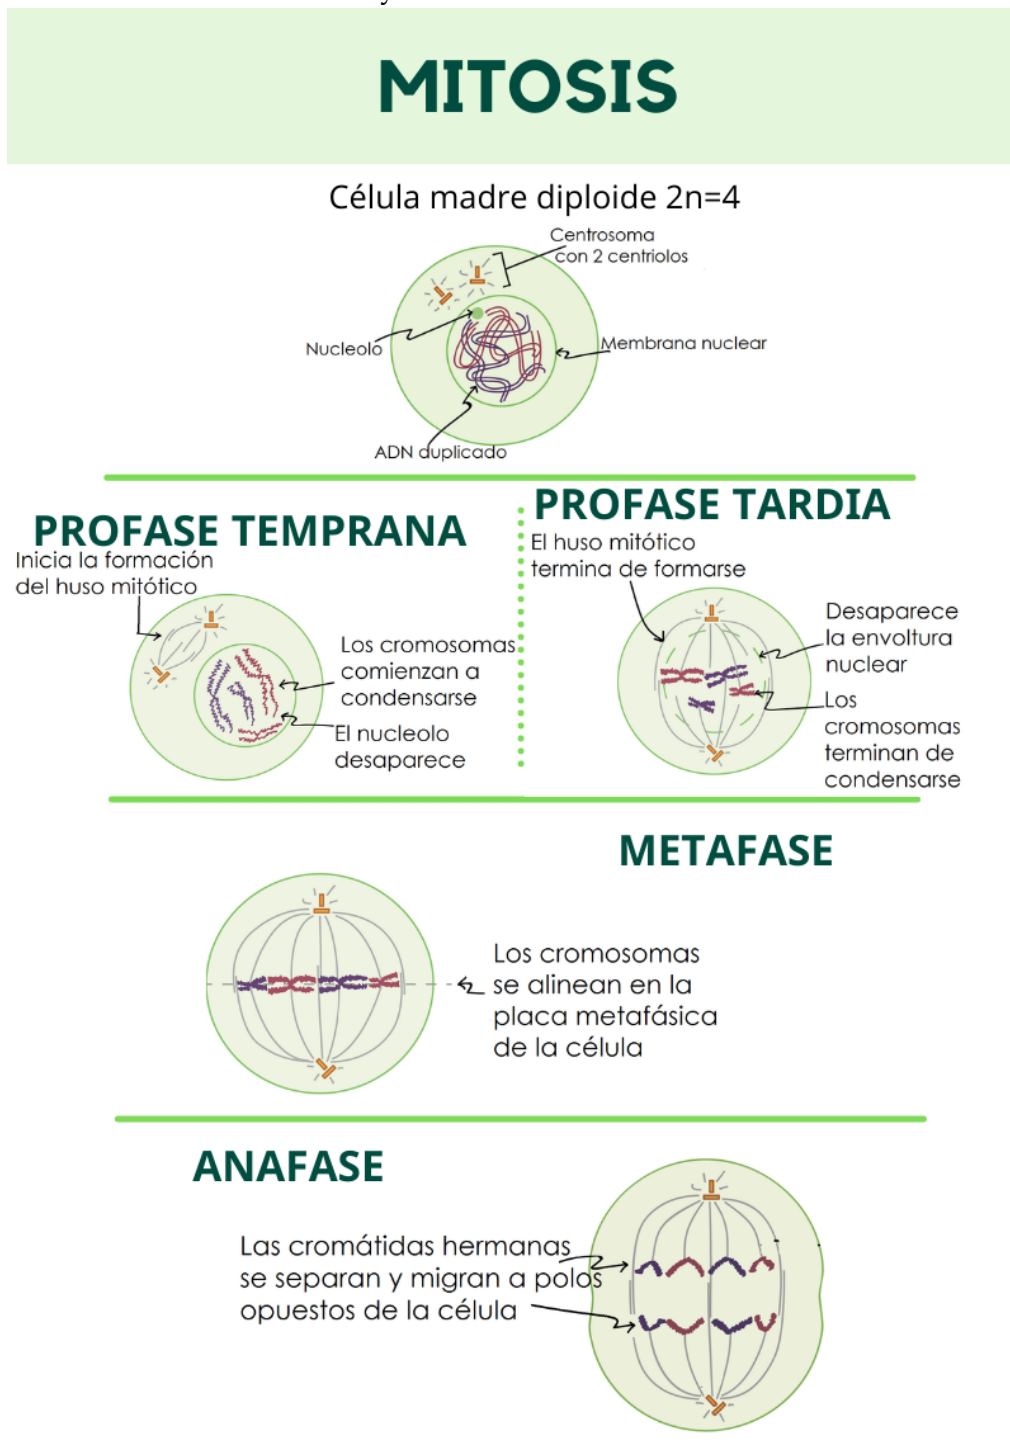 MITOSIS
Célula madre diploide 2n=4
Centrosoma
con 2 centriolos
Nucleolo
Membrana nuclear
ADN duplicado
PROFASE TEMPRANA
Inicia la formación
del huso mitótico
Los cromosomas
comienzan a
condensarse
El nucleolo
desaparece
PROFASE TARDIA
El huso mitótico
termina de formarse
Desaparece
la envoltura
nuclear
Los
cromosomas
terminan de
condensarse
METAFASE
Los cromosomas
se alinean en la
placa metafásica
de la célula
ANAFASE
Las cromátidas hermanas
se separan y migran a polos
opuestos de la célula